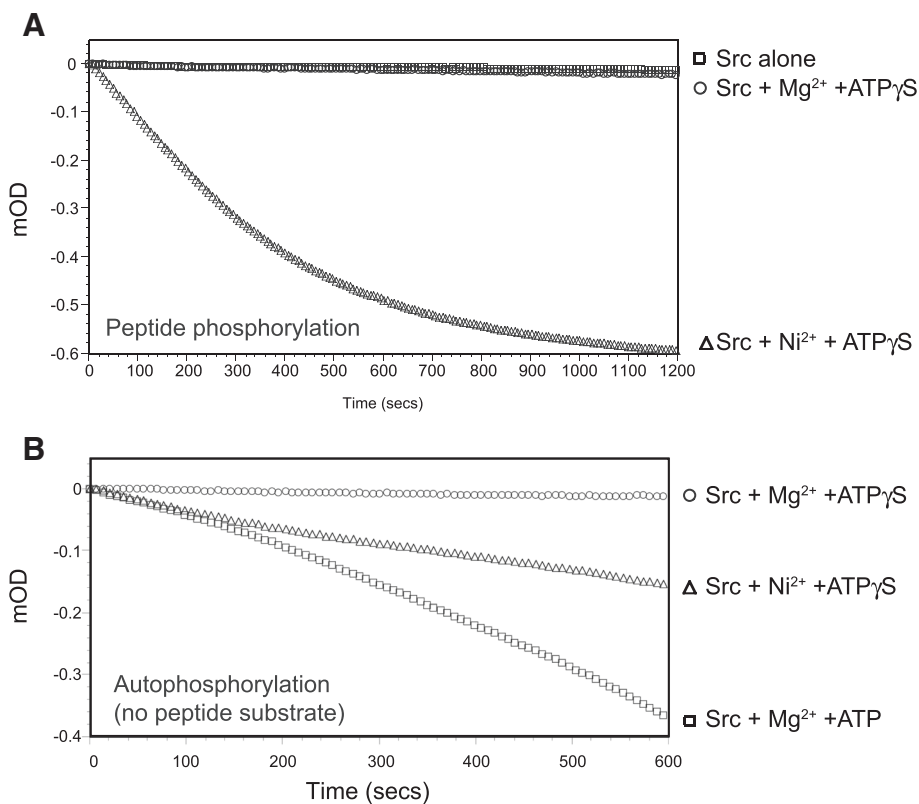 A
0
-0.1
-0.2
-0.3
-0.4
-0.5
-0.6
mOD
Peptide phosphorylation
0 100 200 300 400 500 600 700 800 900 1000 1100 1200
Time (secs)
Src alone
Src + Mg²⁺ +ATPγS
Src + Ni²⁺ + ATPγS
B
0
-0.1
-0.2
-0.3
-0.4
mOD
Autophosphorylation
(no peptide substrate)
0 100 200 300 400 500 600
Time (secs)
Src + Mg²⁺ +ATPγS
Src + Ni²⁺ +ATPγS
Src + Mg²⁺ +ATP